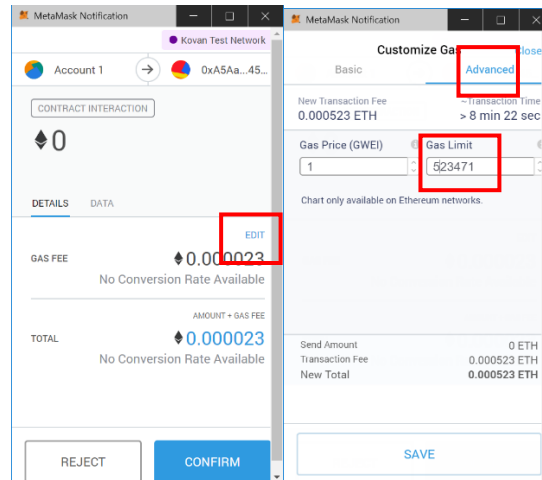 MetaMask Notification
Kovan Test Network
Account 1
0xA5Aa...45...
CONTRACT INTERACTION
0
DETAILS DATA
EDIT
GAS FEE
0.000023
No Conversion Rate Available
AMOUNT + GAS FEE
TOTAL
0.000023
No Conversion Rate Available
REJECT CONFIRM
MetaMask Notification
Customize Gas Close
Basic Advanced
New Transaction Fee ~Transaction Time
0.000523 ETH > 8 min 22 sec
Gas Price (GWEI) Gas Limit
1 523471
Chart only available on Ethereum networks.
Send Amount 0 ETH
Transaction Fee 0.000523 ETH
New Total 0.000523 ETH
SAVE